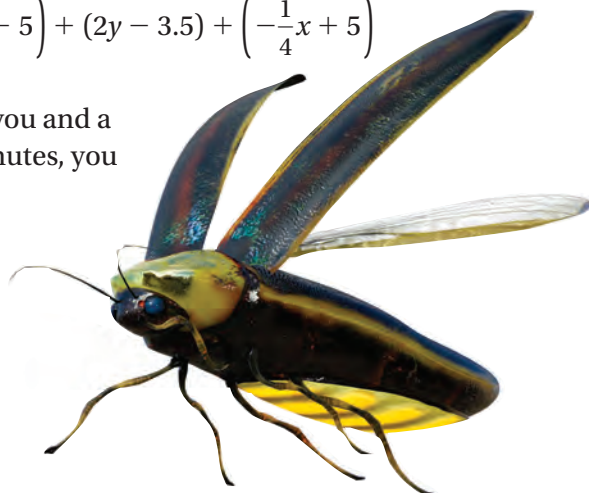 − 5) + (2y − 3.5) + (−1/4x + 5)
you and a
nutes, you